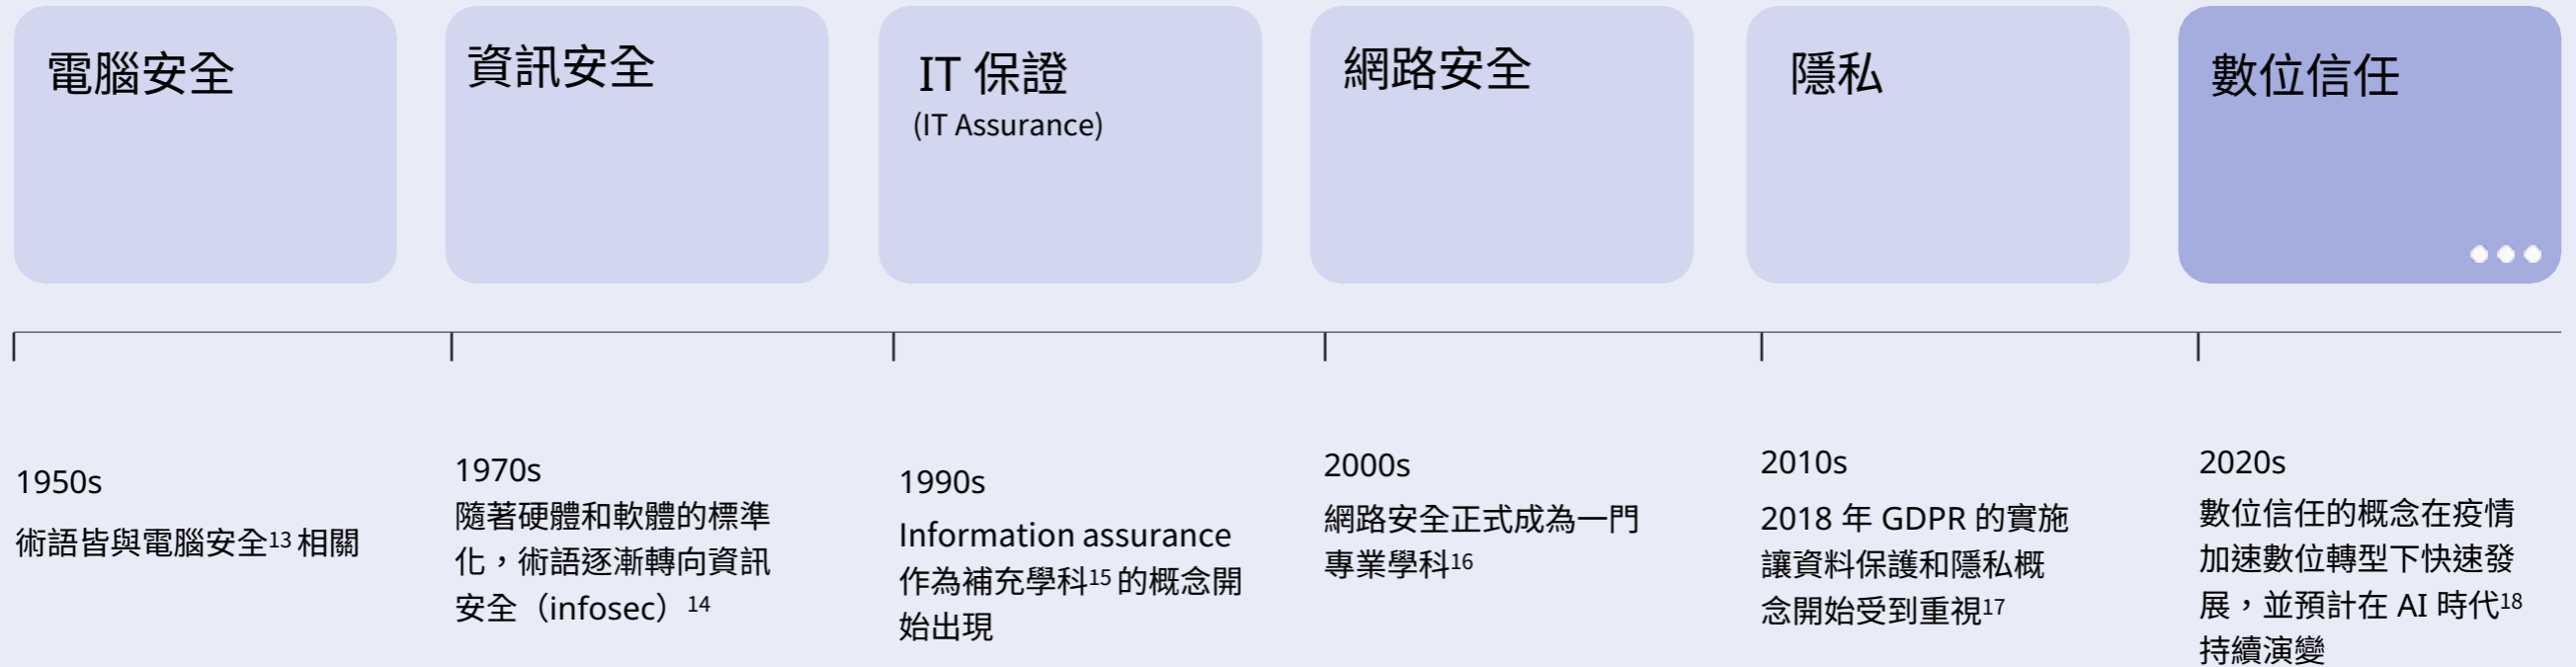 電腦安全
資訊安全
IT 保證
(IT Assurance)
網路安全
隱私
數位信任
1950s
術語皆與電腦安全13 相關
1970s
隨著硬體和軟體的標準
化，術語逐漸轉向資訊
安全（infosec）14
1990s
Information assurance
作為補充學科15 的概念開
始出現
2000s
網路安全正式成為一門
專業學科16
2010s
2018 年 GDPR 的實施
讓資料保護和隱私概
念開始受到重視17
2020s
數位信任的概念在疫情
加速數位轉型下快速發
展，並預計在 AI 時代18
持續演變